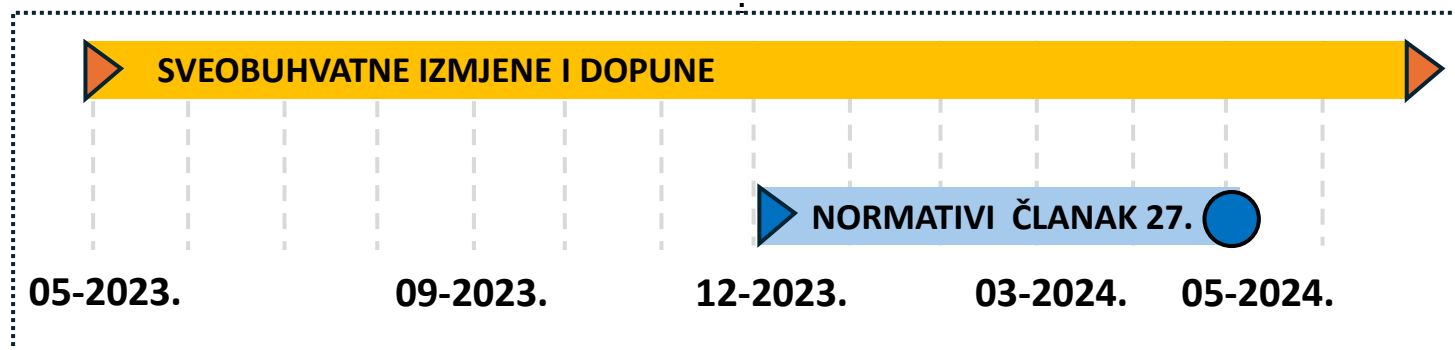 SVEOBUHVATNE IZMJENE I DOPUNE
NORMATIVI ČLANAK 27.
05-2023. 09-2023. 12-2023. 03-2024. 05-2024.